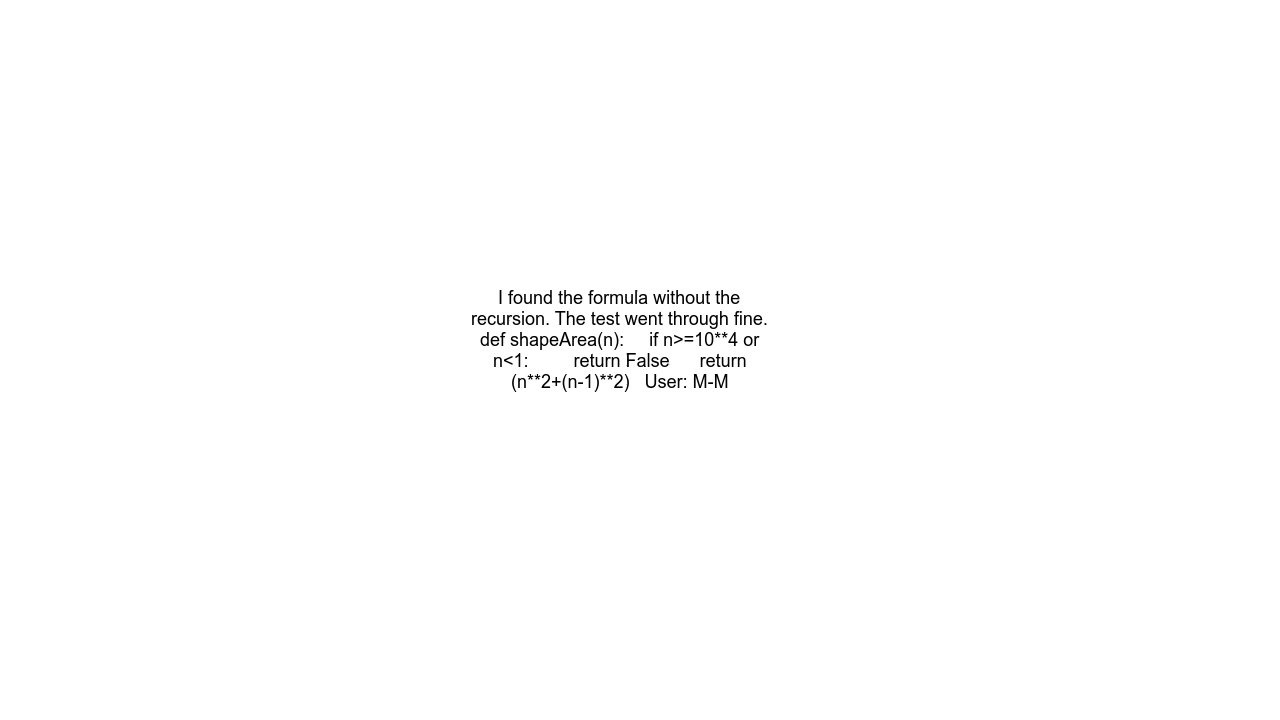 I found the formula without the
recursion. The test went through fine.
def shapeArea(n):     if n>=10**4 or
n<1:         return False      return
(n**2+(n-1)**2)   User: M-M